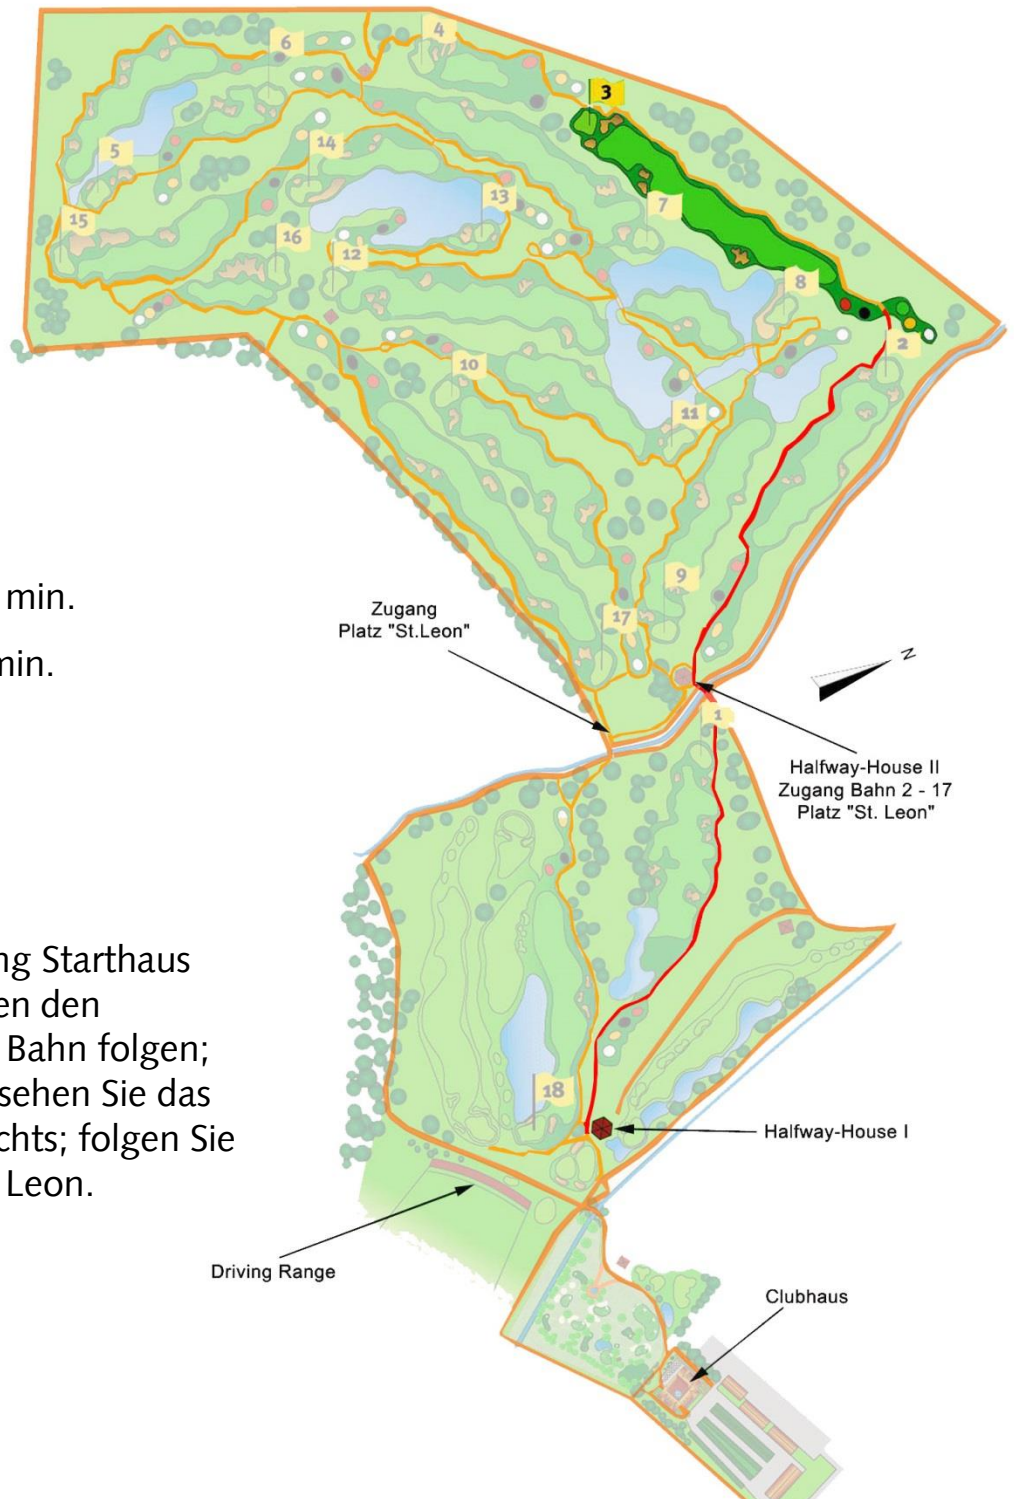 6
4
3
14
5
13
7
15
16
12
8
2
10
11
min.
9
Zugang
Platz "St.Leon"
17
min.
N
1
Halfway-House II
Zugang Bahn 2 - 17
Platz "St. Leon"
ng Starthaus
en den
Bahn folgen;
sehen Sie das
chts; folgen Sie
Leon.
18
Halfway-House I
Driving Range
Clubhaus